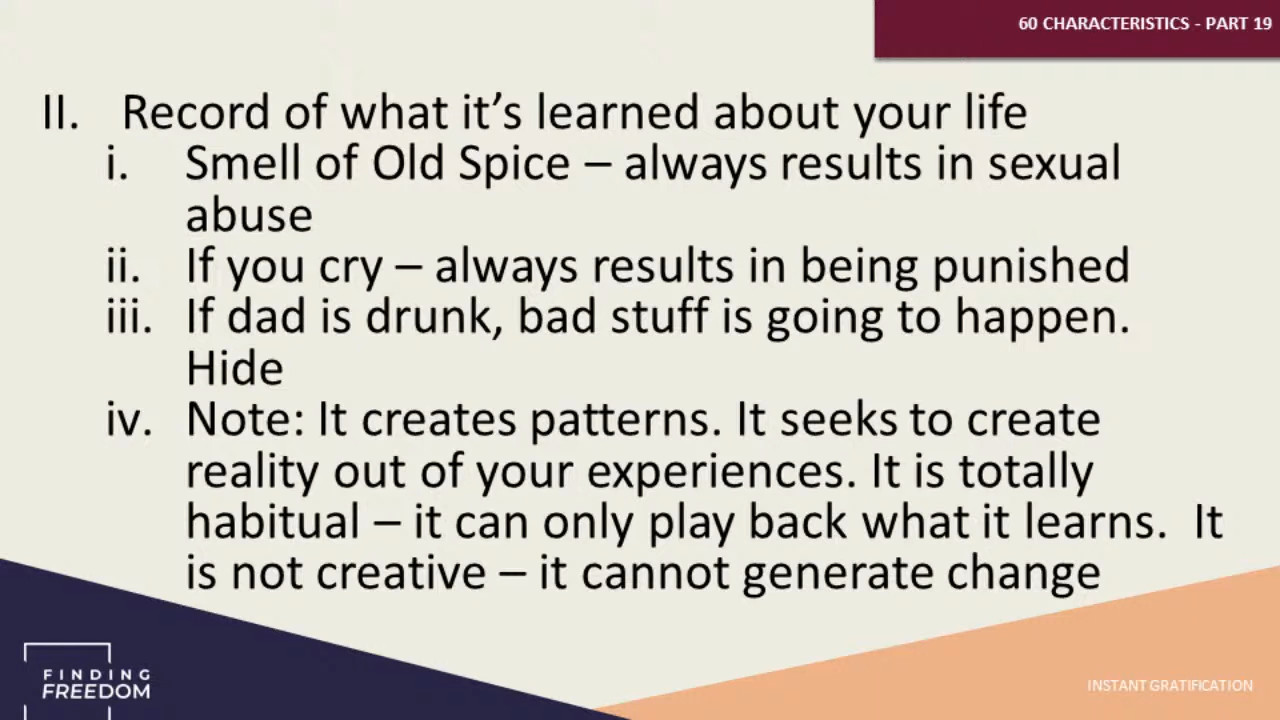 60 CHARACTERISTICS - PART 19
II. Record of what it’s learned about your life
i. Smell of Old Spice – always results in sexual
abuse
ii. If you cry – always results in being punished
iii. If dad is drunk, bad stuff is going to happen.
Hide
iv. Note: It creates patterns. It seeks to create
reality out of your experiences. It is totally
habitual – it can only play back what it learns.  It
is not creative – it cannot generate change
FINDING
FREEDOM
INSTANT GRATIFICATION